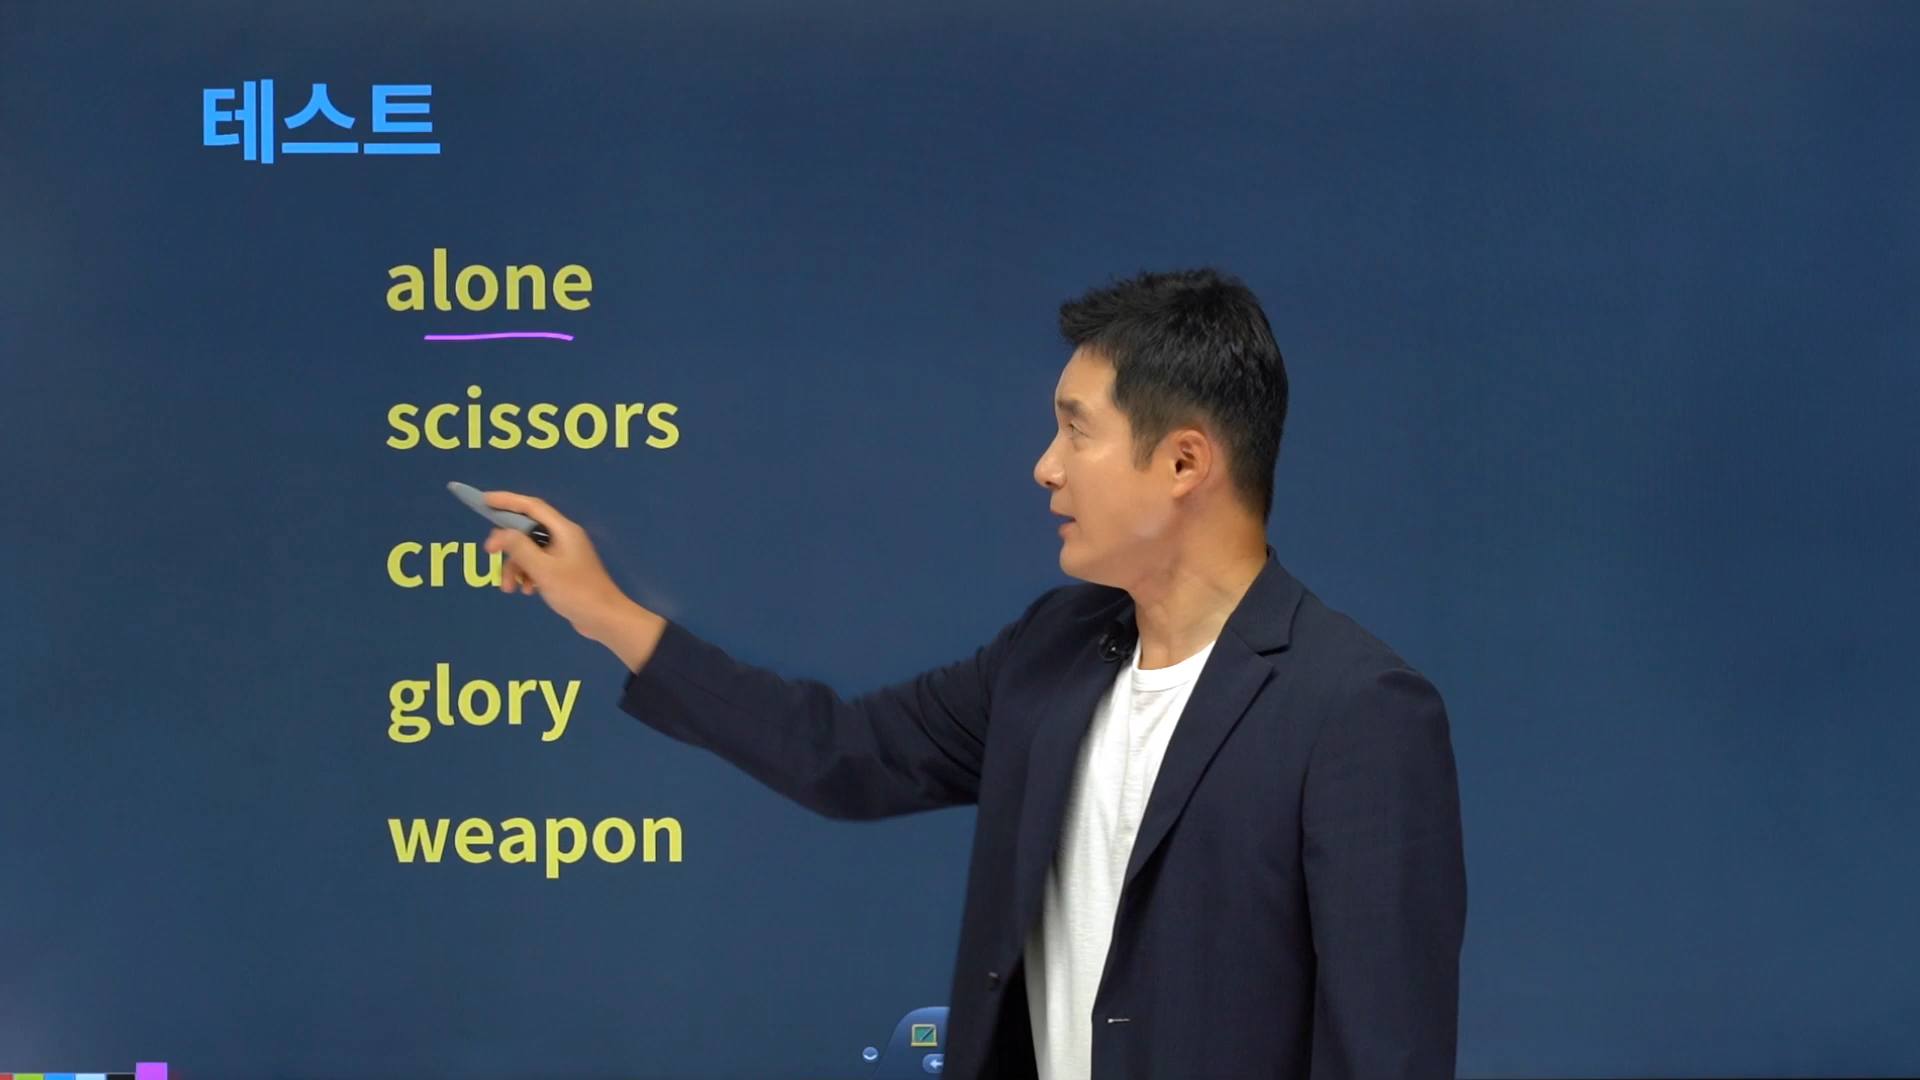 테스트
alone
scissors
glory
weapon